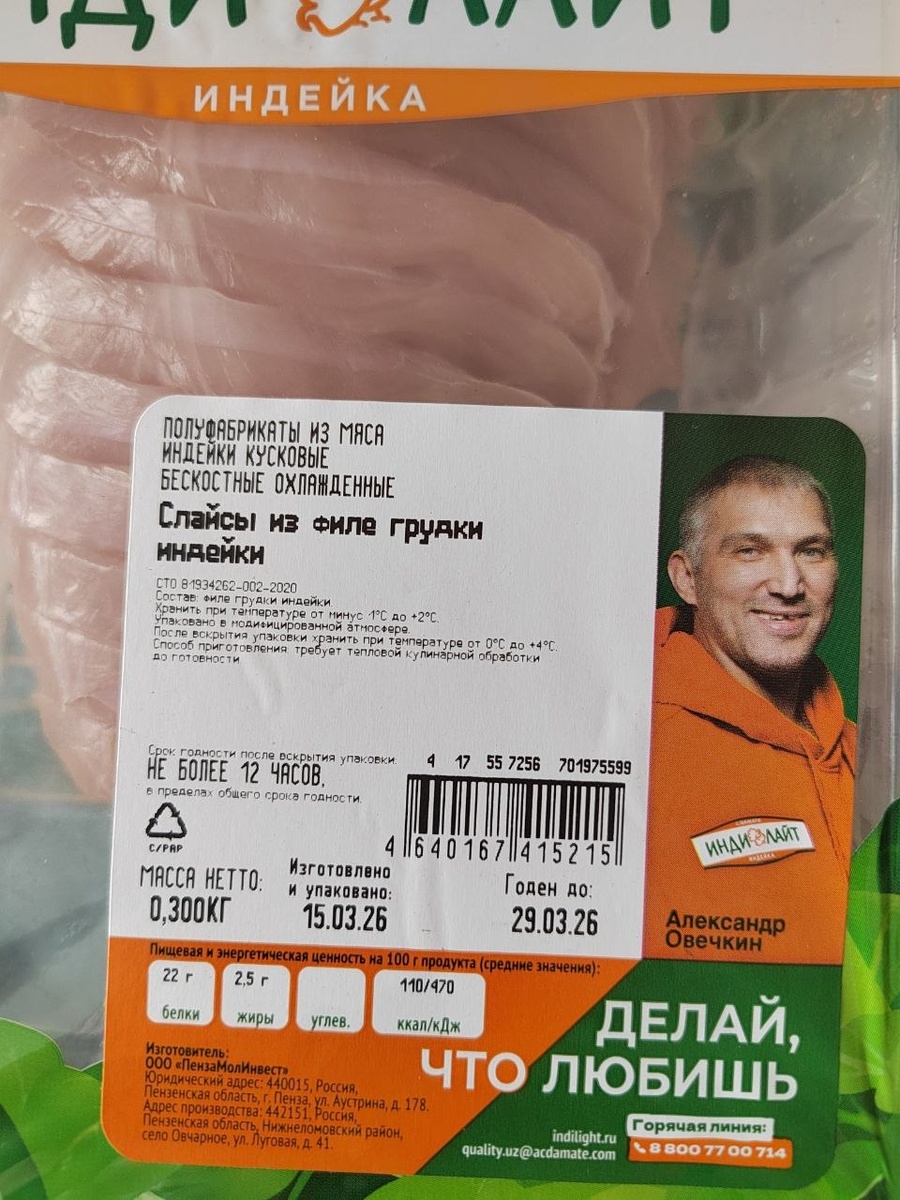 ИНДИ ЛАЙТ
ИНДЕЙКА
ПОЛУФАБРИКАТЫ ИЗ МЯСА
ИНДЕЙКИ КУСКОВЫЕ
БЕСКОСТНЫЕ ОХЛАЖДЕННЫЕ
Слайсы из филе грудки
индейки
СТО 81934262-002-2020
Состав: филе грудки индейки.
Хранить при температуре от минус -1°C до +2°C.
Упаковано в модифицированной атмосфере.
После вскрытия упаковки хранить при температуре от 0°C до +4°C.
Способ приготовления: требует тепловой кулинарной обработки
до готовности
Срок годности после вскрытия упаковки:
НЕ БОЛЕЕ 12 ЧАСОВ,
в пределах общего срока годности.
4 17 55 7256 701975599
4 640167 415215
C/PAP
МАССА НЕТТО:
0,300КГ
Изготовлено
и упаковано:
15.03.26
Годен до:
29.03.26
ИНДИ ЛАЙТ
ИНДЕЙКА
Александр
Овечкин
Пищевая и энергетическая ценность на 100 г продукта (средние значения):
22 г
белки
2,5 г
жиры
углев.
110/470
ккал/кДж
Изготовитель:
ООО «ПензаМолИнвест»
Юридический адрес: 440015, Россия,
Пензенская область, г. Пенза, ул. Аустрина, д. 178.
Адрес производства: 442151, Россия,
Пензенская область, Нижнеломовский район,
село Овчарное, ул. Луговая, д. 41.
ДЕЛАЙ,
ЧТО ЛЮБИШЬ
indilight.ru
quality.uz@acdamate.com
Горячая линия:
8 800 77 00 714